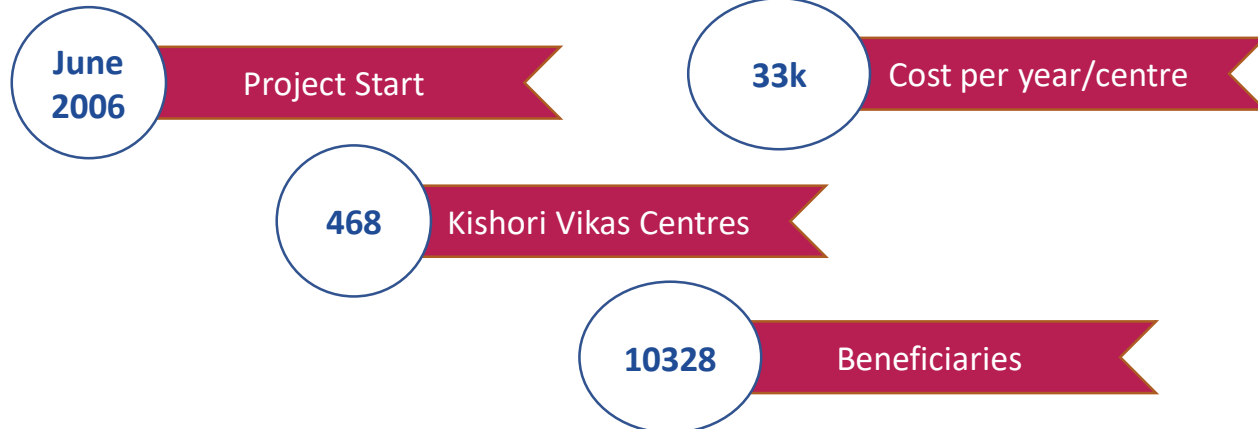 June
2006
Project Start
33k
Cost per year/centre
468
Kishori Vikas Centres
10328
Beneficiaries